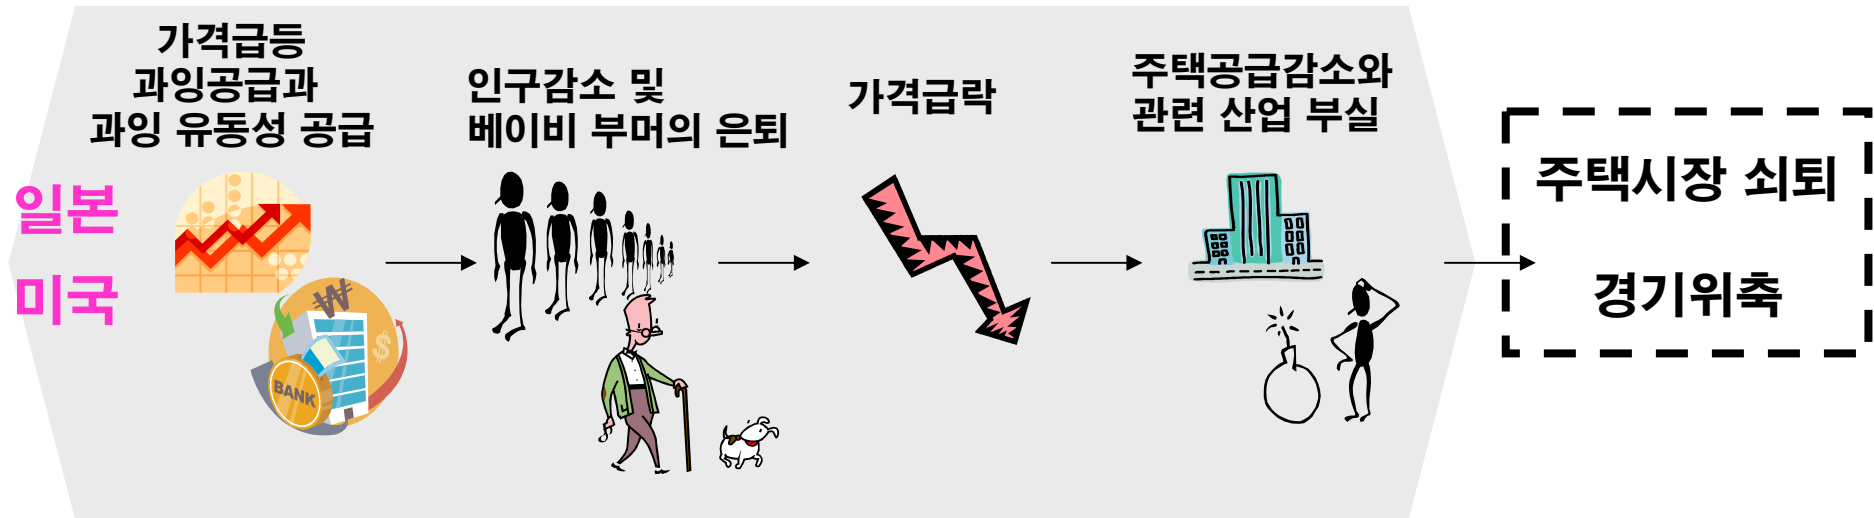 가격급등
과잉공급과
과잉 유동성 공급
인구감소 및
베이비 부머의 은퇴
가격급락
주택공급감소와
관련 산업 부실
일본
미국
₩
$
BANK
주택시장 쇠퇴
경기위축